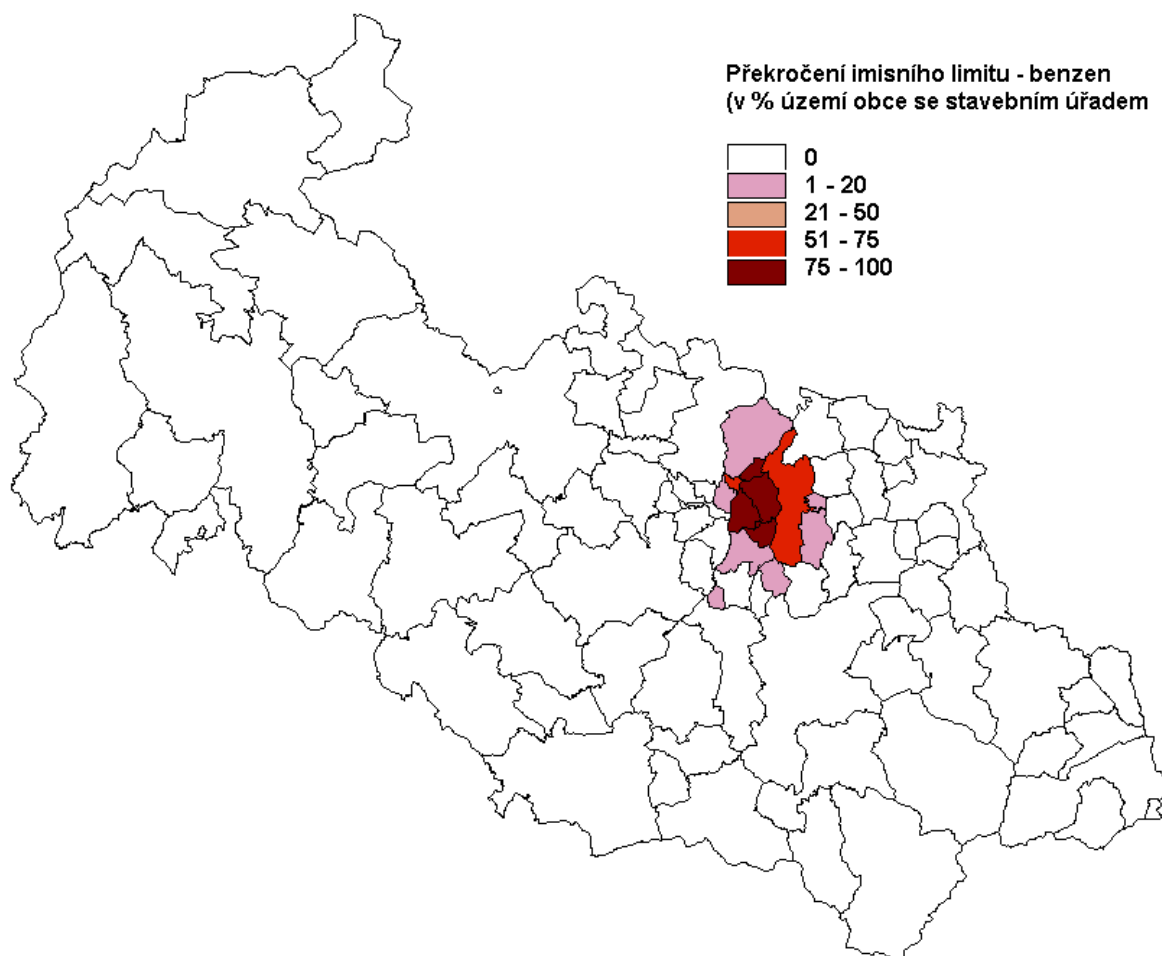 Překročení imisního limitu - benzen
(v % území obce se stavebním úřadem
0
1 - 20
21 - 50
51 - 75
75 - 100